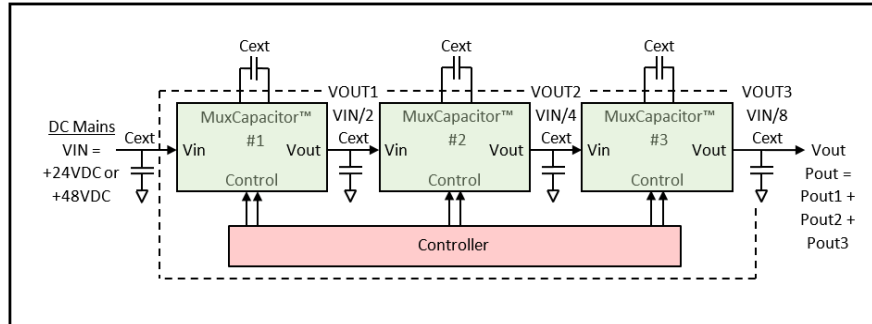 Cext
Cext
Cext
VOUT1
VIN/2
VOUT2
VIN/4
VOUT3
VIN/8
DC Mains
VIN =
+24VDC or
+48VDC
Cext
MuxCapacitor™
#1
Vin
Vout
Control
Cext
MuxCapacitor™
#2
Vin
Vout
Control
Cext
MuxCapacitor™
#3
Vin
Vout
Control
Cext
Vout
Pout =
Pout1 +
Pout2 +
Pout3
Controller